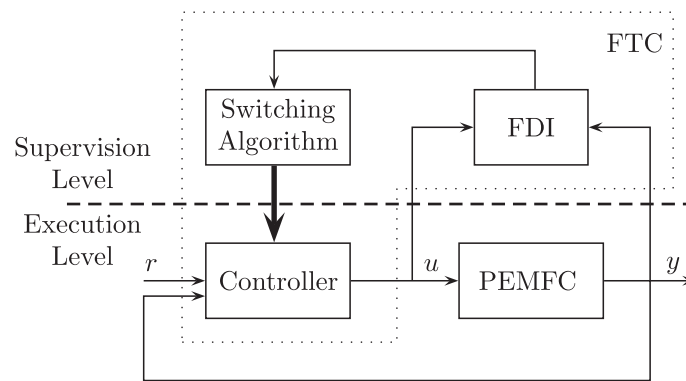 FTC
Switching
Algorithm
FDI
Supervision
Level
Execution
Level
r
Controller
u
PEMFC
y